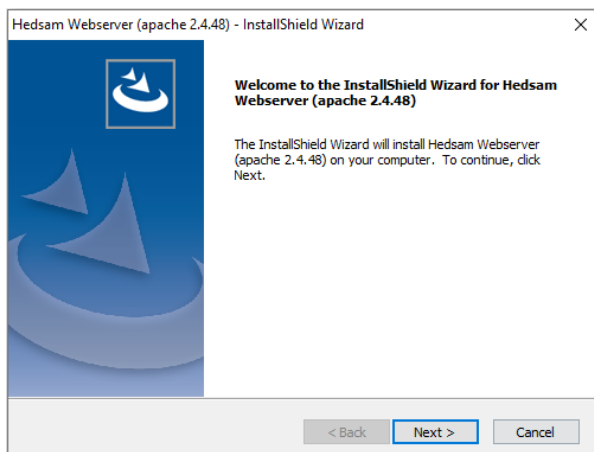 Hedsam Webserver (apache 2.4.48) - InstallShield Wizard
Welcome to the InstallShield Wizard for Hedsam
Webserver (apache 2.4.48)
The InstallShield Wizard will install Hedsam Webserver
(apache 2.4.48) on your computer. To continue, click
Next.
< Back Next > Cancel